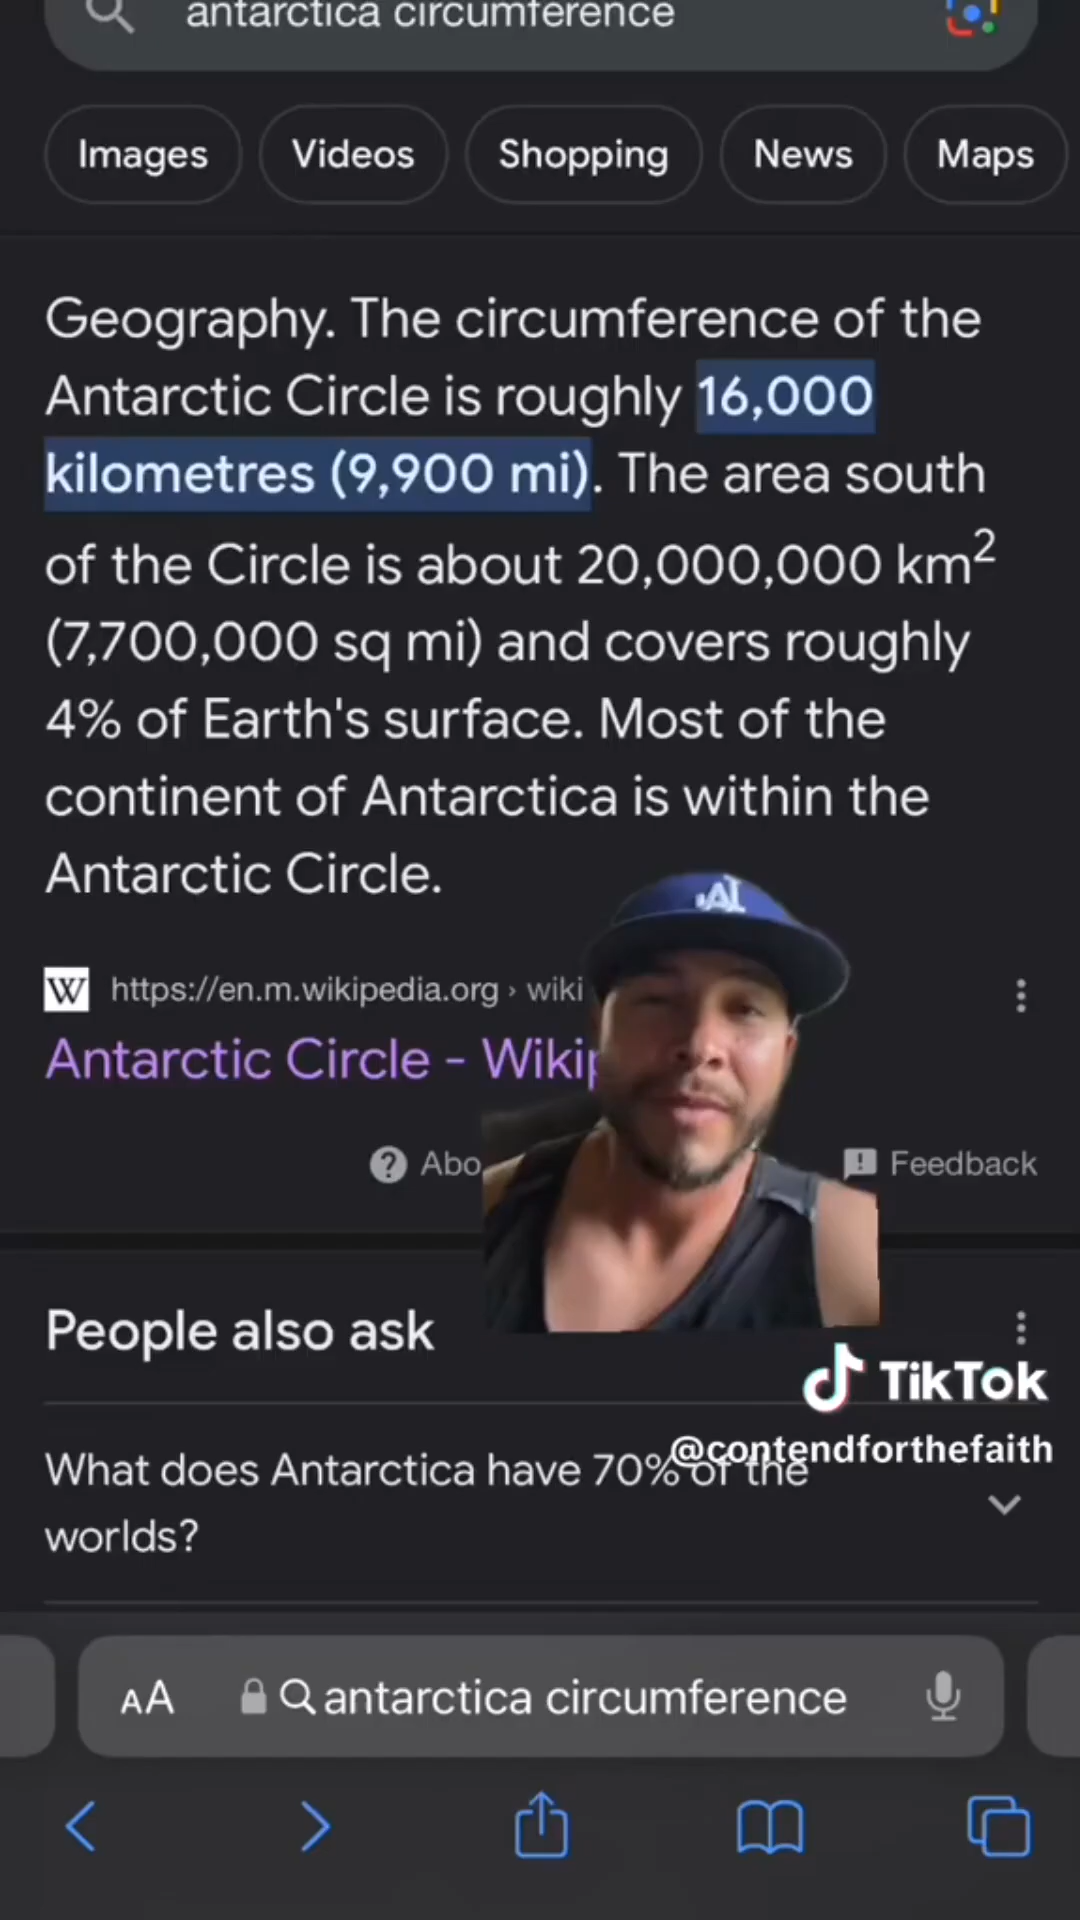 antarctica circumference
Images Videos Shopping News Maps
Geography. The circumference of the
Antarctic Circle is roughly 16,000
kilometres (9,900 mi). The area south
of the Circle is about 20,000,000 km²
(7,700,000 sq mi) and covers roughly
4% of Earth's surface. Most of the
continent of Antarctica is within the
Antarctic Circle.
W https://en.m.wikipedia.org › wiki
Antarctic Circle - Wikip
Abo
Feedback
People also ask
TikTok
@contendforthefaith
What does Antarctica have 70% of the
worlds?
AA antarctica circumference